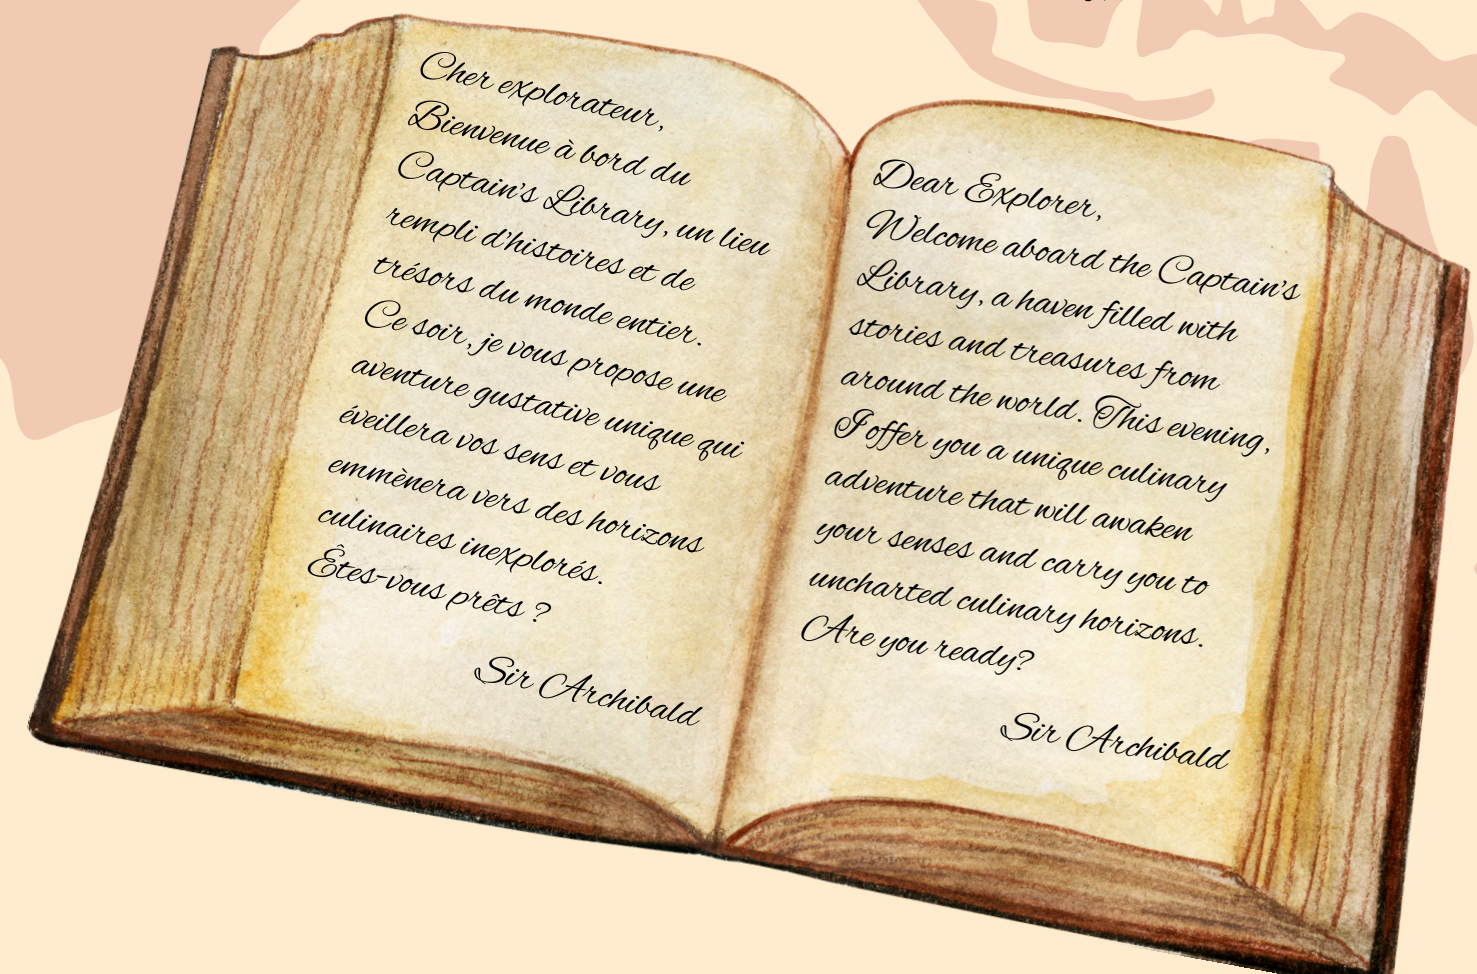 Cher explorateur,
Bienvenue à bord du
Captain's Library, un lieu
rempli d'histoires et de
trésors du monde entier.
Ce soir, je vous propose une
aventure gustative unique qui
éveillera vos sens et vous
emmènera vers des horizons
culinaires inexplorés.
Êtes-vous prêts ?
Sir Archibald
Dear Explorer,
Welcome aboard the Captain's
Library, a haven filled with
stories and treasures from
around the world. This evening,
I offer you a unique culinary
adventure that will awaken
your senses and carry you to
uncharted culinary horizons.
Are you ready?
Sir Archibald